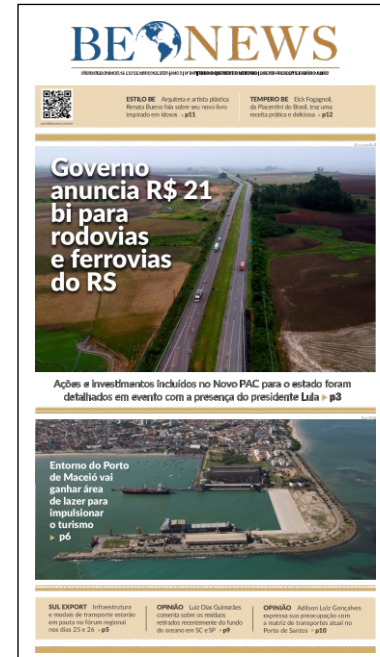 BE NEWS
ESTILO BE Arquiteta e artista plástica
Renata Bueno fala sobre seu novo livro
inspirado em idosos ▸p11
TEMPERO BE Elck Fogagnoli,
da Piacentini do Brasil, traz uma
receita prática e deliciosa ▸p12
Governo
anuncia R$ 21
bi para
rodovias
e ferrovias
do RS
Ações e investimentos incluídos no Novo PAC para o estado foram
detalhados em evento com a presença do presidente Lula ▸ p3
Entorno do Porto
de Maceió vai
ganhar área
de lazer para
impulsionar
o turismo
▸ p6
SUL EXPORT Infraestrutura
e modais de transporte estarão
em pauta no fórum regional
nos dias 25 e 26 ▸p5
OPINIÃO Luiz Dias Guimarães
comenta sobre os resíduos
retirados recentemente do fundo
do oceano em SC e SP ▸p9
OPINIÃO Adilson Luiz Gonçalves
expressa sua preocupação com
a matriz de transportes atual no
Porto de Santos ▸p10